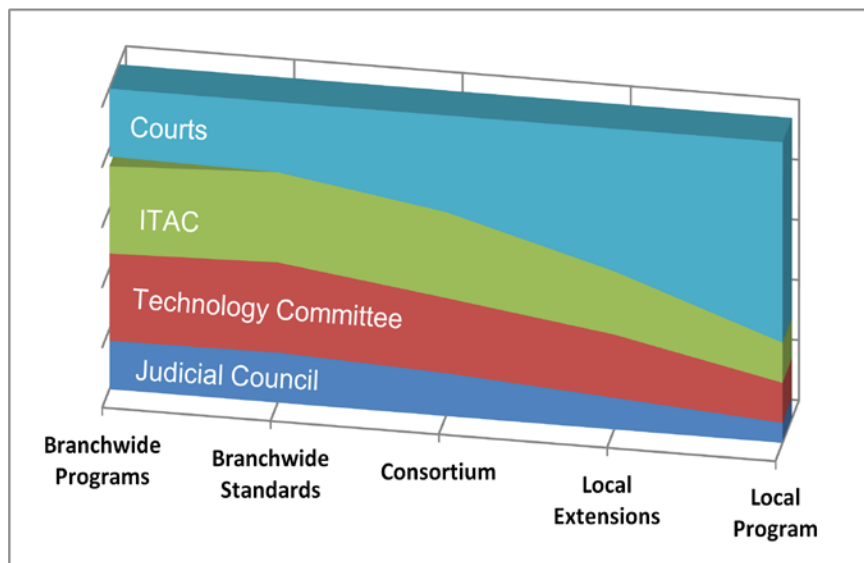 Courts
ITAC
Technology Committee
Judicial Council
Branchwide
Programs
Branchwide
Standards
Consortium
Local
Extensions
Local
Program